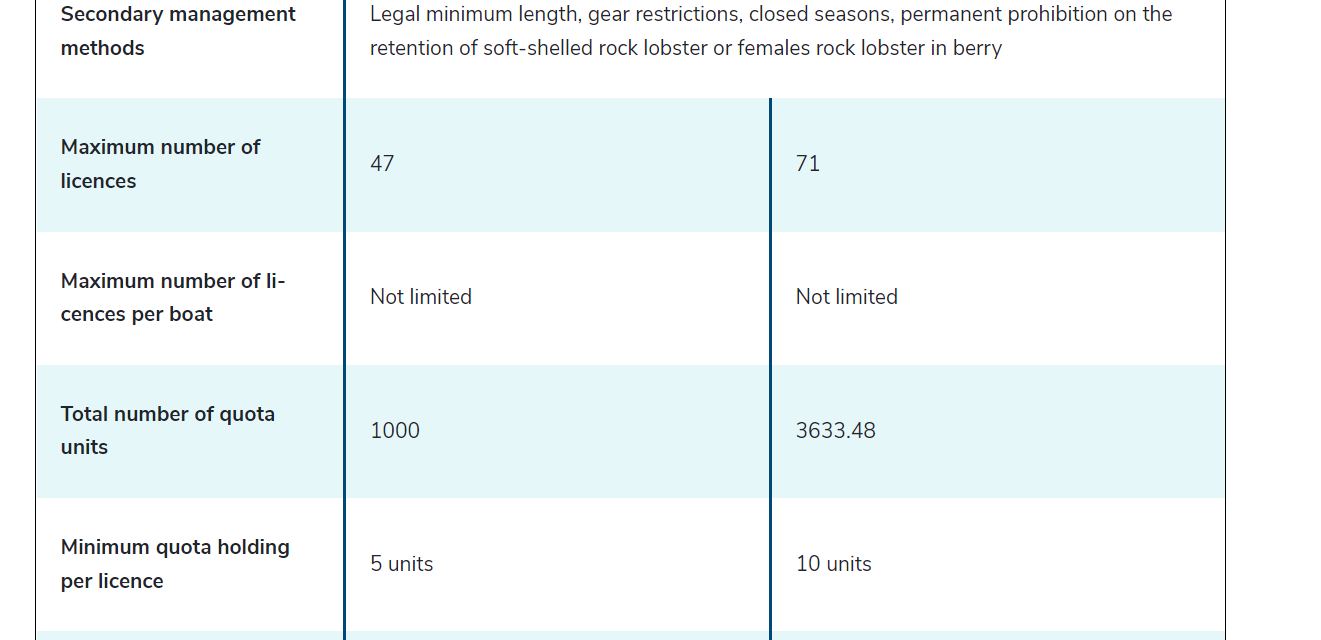 Secondary management
methods
Legal minimum length, gear restrictions, closed seasons, permanent prohibition on the
retention of soft-shelled rock lobster or females rock lobster in berry
Maximum number of
licences
47
71
Maximum number of li-
cences per boat
Not limited
Not limited
Total number of quota
units
1000
3633.48
Minimum quota holding
per licence
5 units
10 units